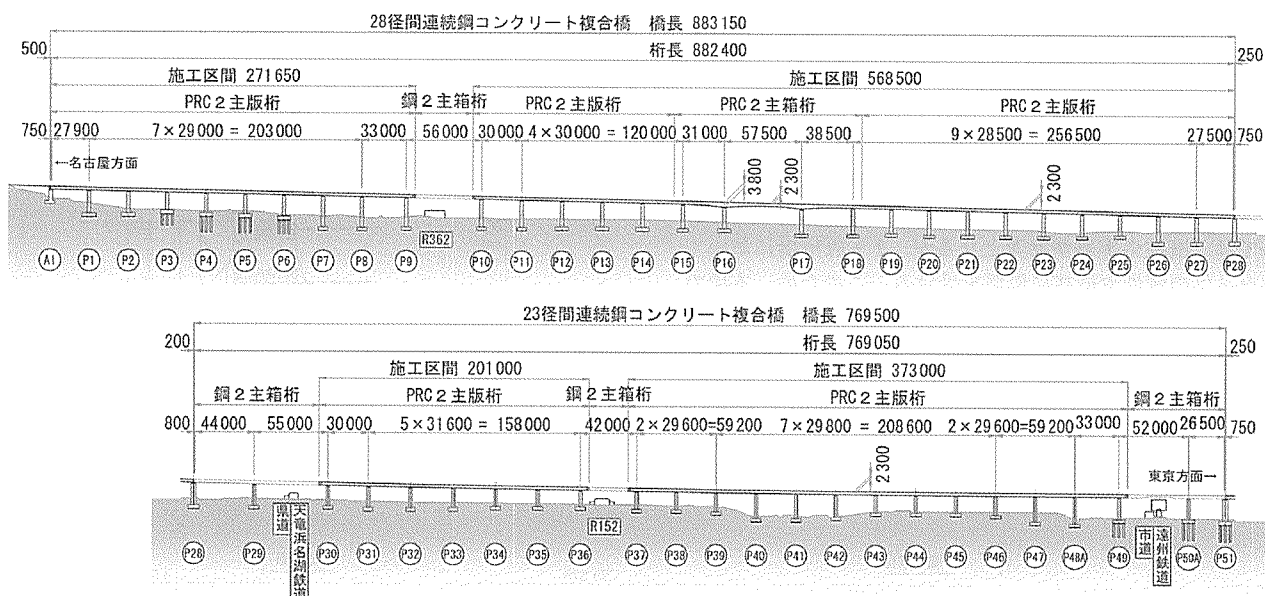 28径間連続鋼コンクリート複合橋 橋長 883 150
500 桁長 882 400 250
施工区間 271 650 施工区間 568 500
PRC2主版桁 鋼2主箱桁 PRC2主版桁 PRC2主箱桁 PRC2主版桁
750 27 900 7×29 000 = 203 000 33 000 56 000 30 000 4×30 000 = 120 000 31 000 57 500 38 500 9×28 500 = 256 500 27 500 750
←名古屋方面
3 800 2 300 2 300
R362
A1 P1 P2 P3 P4 P5 P6 P7 P8 P9 P10 P11 P12 P13 P14 P15 P16 P17 P18 P19 P20 P21 P22 P23 P24 P25 P26 P27 P28
23径間連続鋼コンクリート複合橋 橋長 769 500
200 桁長 769 050 250
施工区間 201 000 施工区間 373 000
鋼2主箱桁 PRC2主版桁 鋼2主箱桁 PRC2主版桁 鋼2主箱桁
800 44 000 55 000 30 000 5×31 600 = 158 000 42 000 2×29 600=59 200 7×29 800 = 208 600 2×29 600=59 200 33 000 52 000 26 500 750
2 300
東京方面→
県道 天竜浜名湖鉄道 R152 市道 遠州鉄道
P28 P29 P30 P31 P32 P33 P34 P35 P36 P37 P38 P39 P40 P41 P42 P43 P44 P45 P46 P47 P48A P49 P50A P51